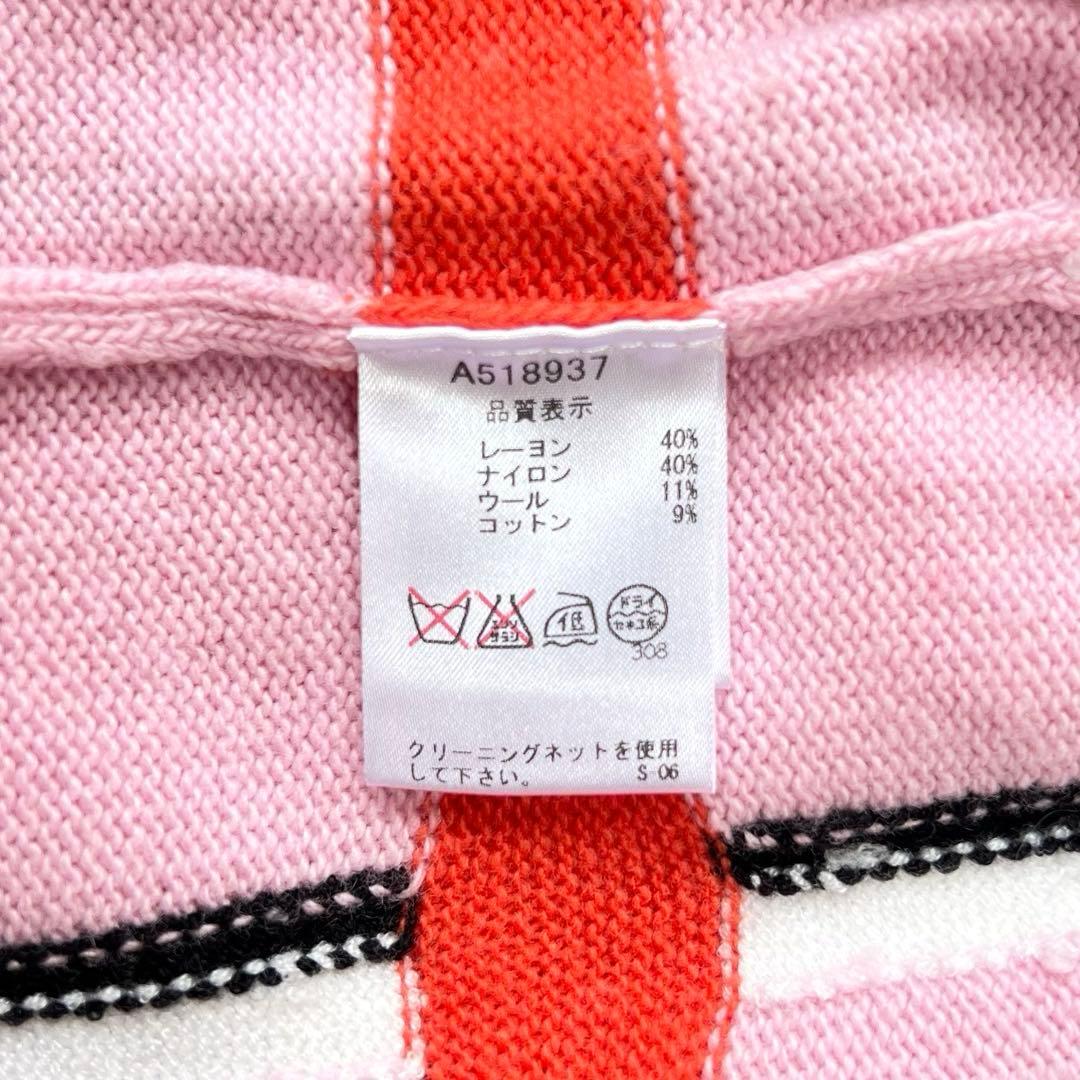 A518937
品質表示
レーヨン 40%
ナイロン 40%
ウール 11%
コットン 9%
エンソ
サラシ
低
ドライ
セキユ系
308
クリーニングネットを使用
して下さい。 S 06